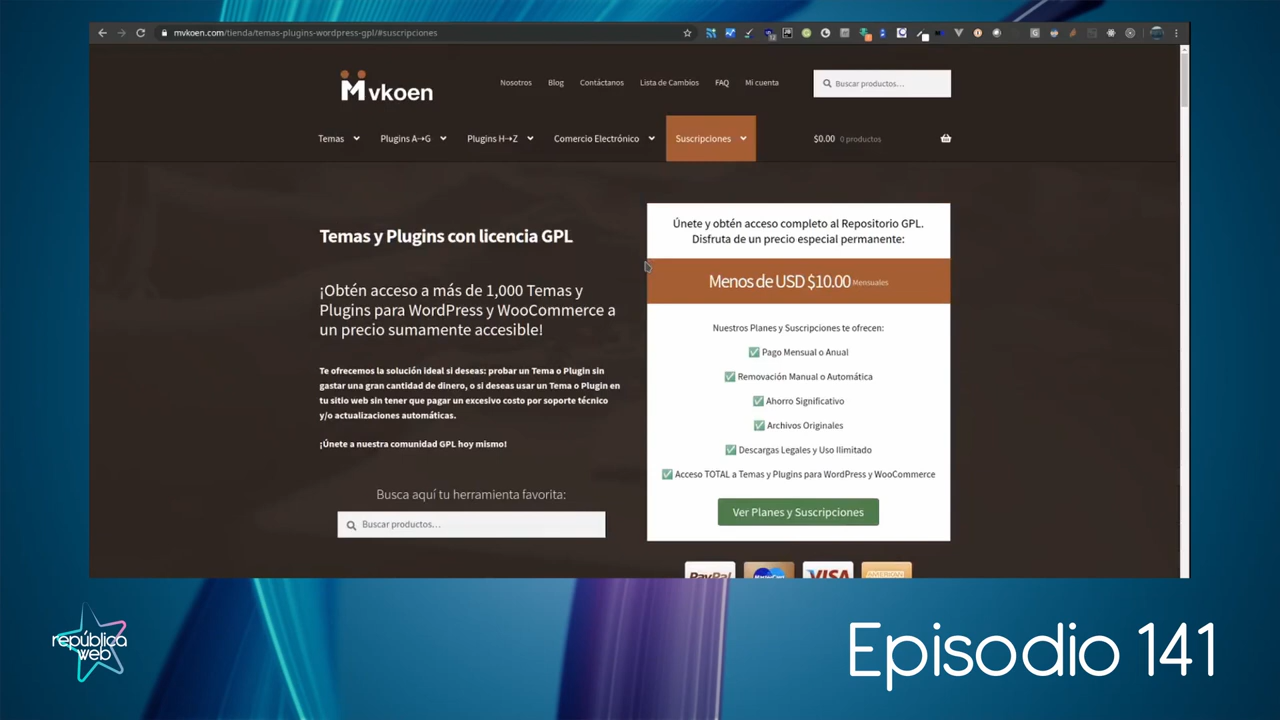 mvkoen.com/tienda/temas-plugins-wordpress-gpl/#suscripciones
Mvkoen
Nosotros Blog Contáctanos Lista de Cambíos FAQ Mi cuenta
Buscar productos…
Temas Plugins A⇢G Plugins H⇢Z Comercio Electrónico Suscripciones
$0.00 0 productos
Temas y Plugins con licencia GPL
¡Obtén acceso a más de 1,000 Temas y
Plugins para WordPress y WooCommerce a
un precio sumamente accesible!
Te ofrecemos la solución ideal si deseas: probar un Tema o Plugin sin
gastar una gran cantidad de dinero, o si deseas usar un Tema o Plugin en
tu sitio web sin tener que pagar un excesivo costo por soporte técnico
y/o actualizaciones automáticas.
¡Únete a nuestra comunidad GPL hoy mismo!
Busca aquí tu herramienta favorita:
Buscar productos…
Únete y obtén acceso completo al Repositorio GPL.
Disfruta de un precio especial permanente:
Menos de USD $10.00 Mensuales
Nuestros Planes y Suscripciones te ofrecen:
✅ Pago Mensual o Anual
✅ Removación Manual o Automática
✅ Ahorro Significativo
✅ Archivos Originales
✅ Descargas Legales y Uso Ilimitado
✅ Acceso TOTAL a Temas y Plugins para WordPress y WooCommerce
Ver Planes y Suscripciones
PayPal MasterCard VISA AMERICAN
república
web
Episodio 141